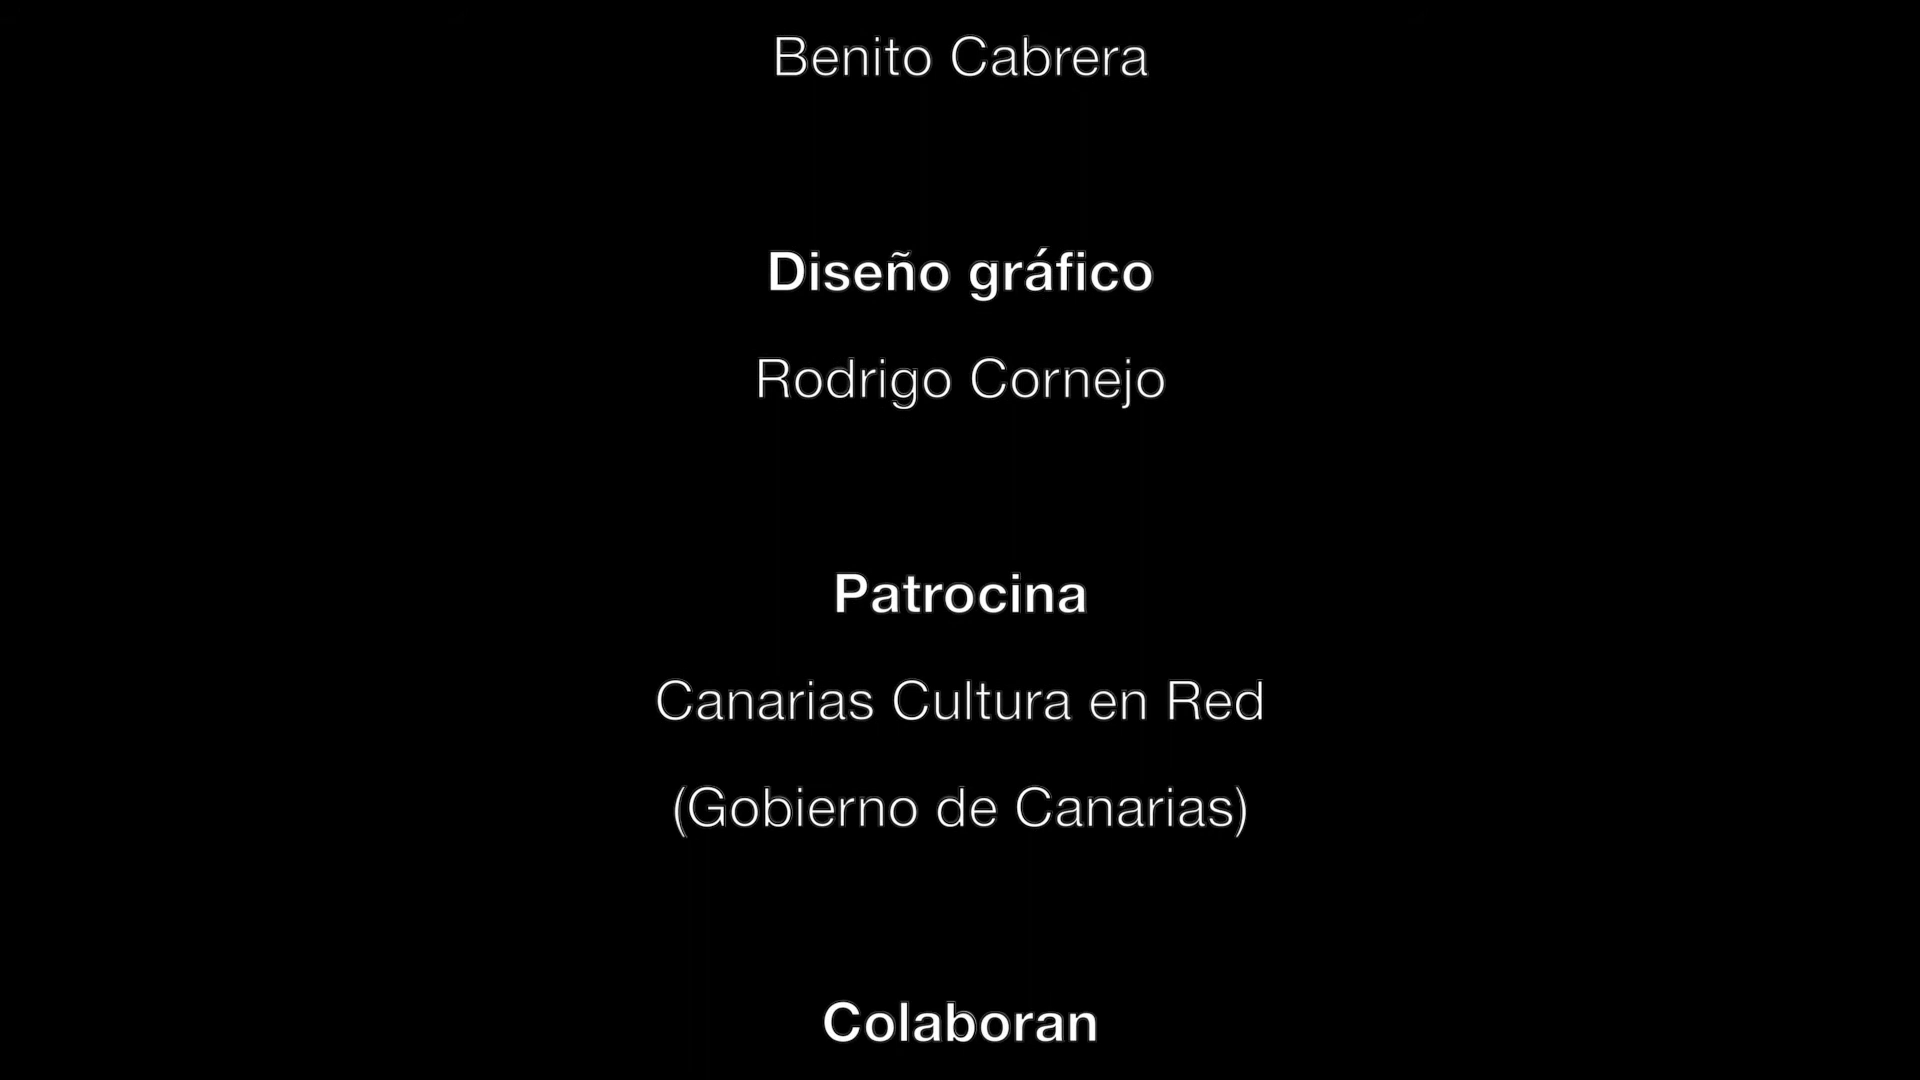 Benito Cabrera
Diseño gráfico
Rodrigo Cornejo
Patrocina
Canarias Cultura en Red
(Gobierno de Canarias)
Colaboran